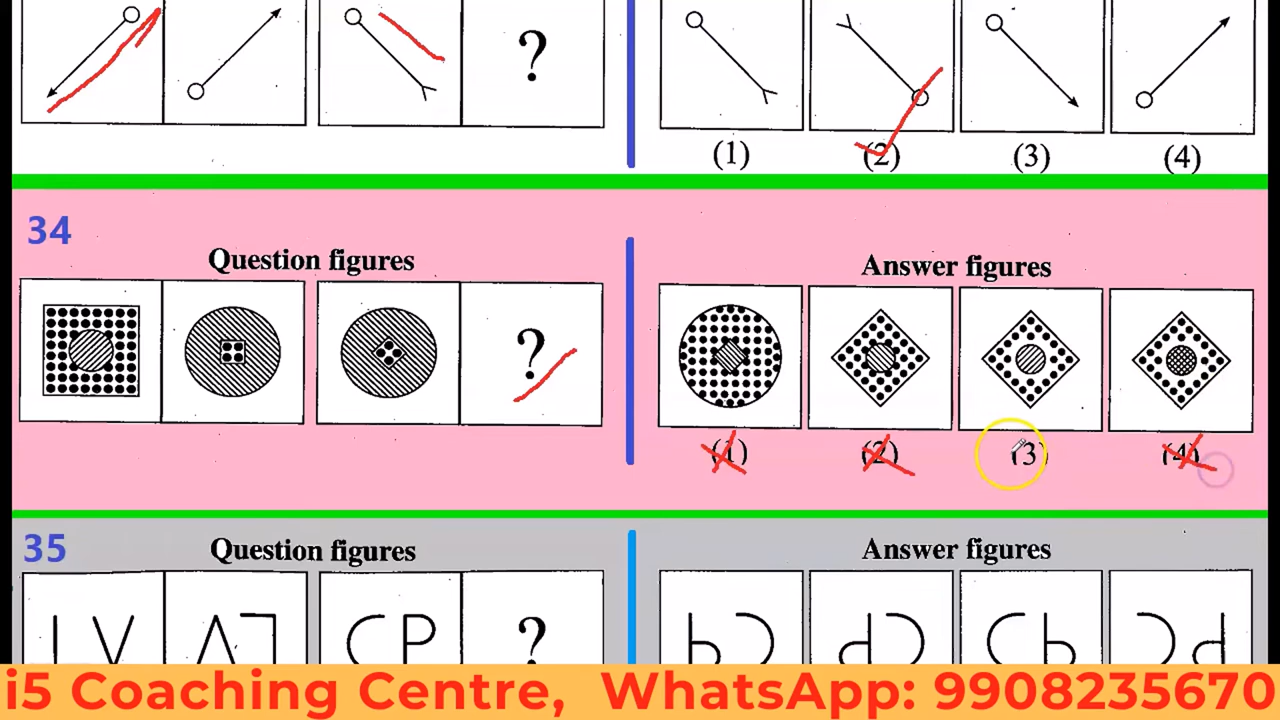 ?
(1) (2) (3) (4)
34
Question figures
Answer figures
?
(1) (2) (3) (4)
35
Question figures
Answer figures
I V
C P
?
i5 Coaching Centre, WhatsApp: 9908235670